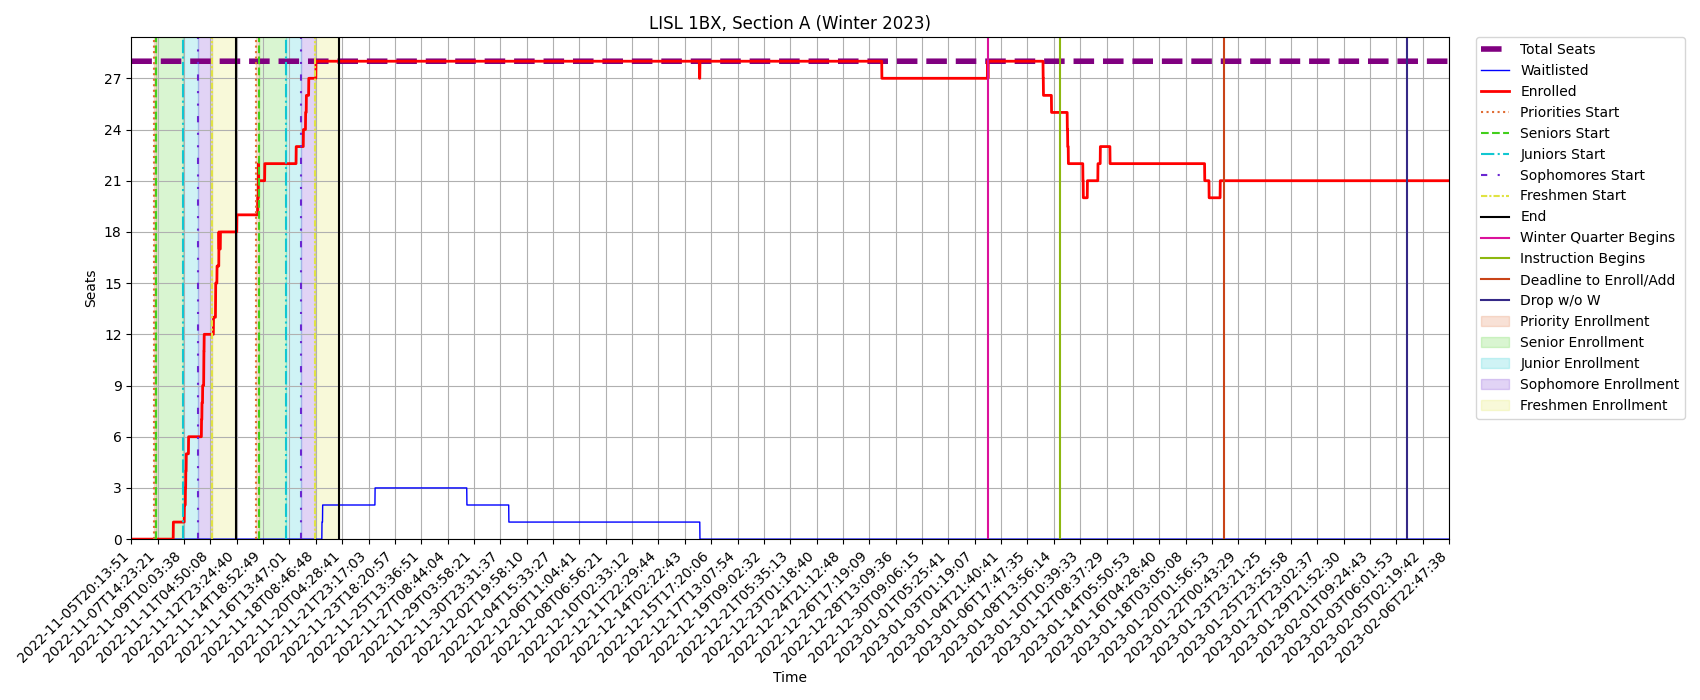 LISL 1BX, Section A (Winter 2023)
Seats
27
24
21
18
15
12
9
6
3
0
2022-11-05T20:13:51
2022-11-07T14:23:21
2022-11-09T10:03:38
2022-11-11T04:50:08
2022-11-12T23:24:40
2022-11-14T18:52:49
2022-11-16T13:47:01
2022-11-18T08:46:48
2022-11-20T04:28:41
2022-11-21T23:17:03
2022-11-23T18:20:57
2022-11-25T13:36:51
2022-11-27T08:44:04
2022-11-29T03:58:21
2022-11-30T23:31:37
2022-12-02T19:58:10
2022-12-04T15:33:27
2022-12-06T11:04:41
2022-12-08T06:56:21
2022-12-10T02:33:12
2022-12-11T22:29:44
2022-12-14T02:22:43
2022-12-15T17:20:06
2022-12-17T13:07:54
2022-12-19T09:02:32
2022-12-21T05:35:13
2022-12-23T01:18:40
2022-12-24T21:12:48
2022-12-26T17:19:09
2022-12-28T13:09:36
2022-12-30T09:06:15
2023-01-01T05:25:41
2023-01-03T01:19:07
2023-01-04T21:40:41
2023-01-06T17:47:35
2023-01-08T13:56:14
2023-01-10T10:39:33
2023-01-12T08:37:29
2023-01-14T05:50:53
2023-01-16T04:28:40
2023-01-18T03:05:08
2023-01-20T01:56:53
2023-01-22T00:43:29
2023-01-23T23:21:25
2023-01-25T23:25:58
2023-01-27T23:02:37
2023-01-29T21:52:30
2023-02-01T09:24:43
2023-02-03T06:01:53
2023-02-05T02:19:42
2023-02-06T22:47:38
Time
Total Seats
Waitlisted
Enrolled
Priorities Start
Seniors Start
Juniors Start
Sophomores Start
Freshmen Start
End
Winter Quarter Begins
Instruction Begins
Deadline to Enroll/Add
Drop w/o W
Priority Enrollment
Senior Enrollment
Junior Enrollment
Sophomore Enrollment
Freshmen Enrollment